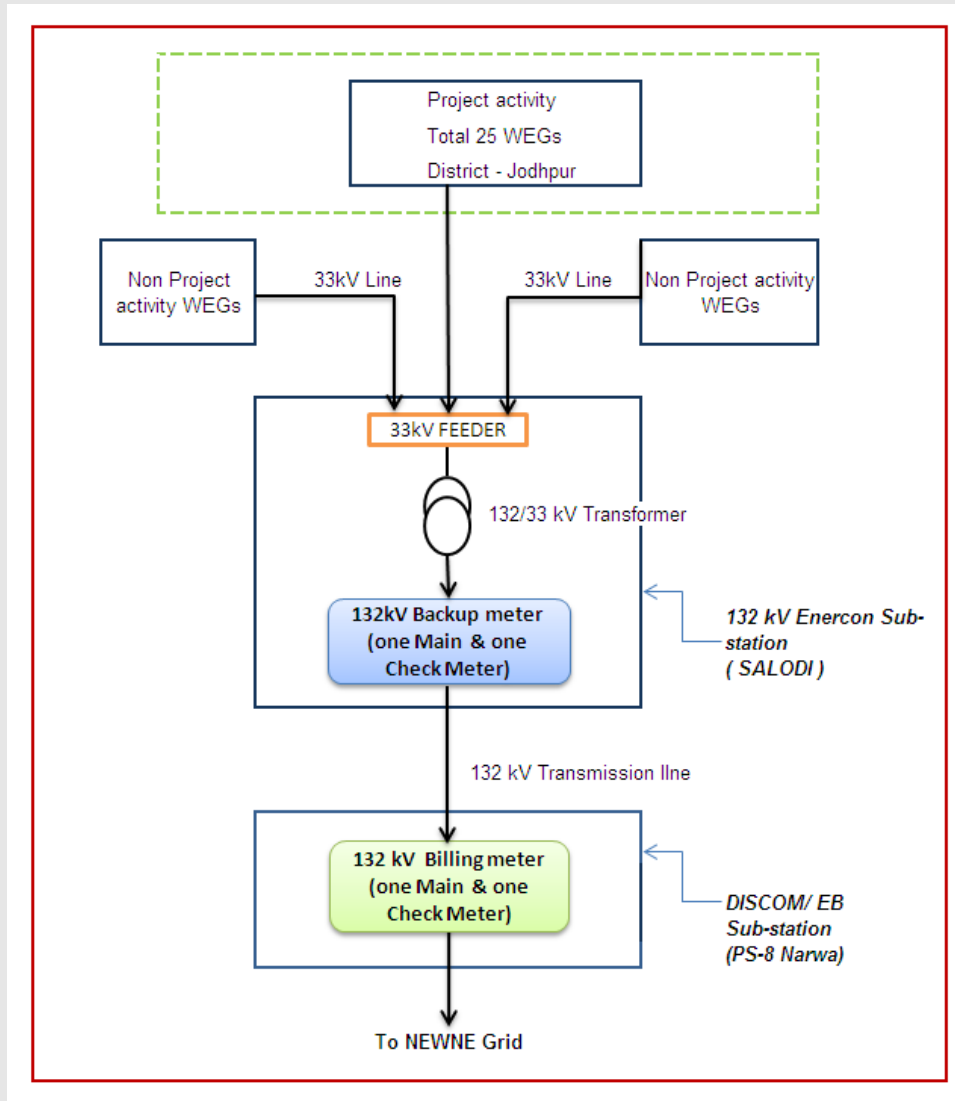 Project activity
Total 25 WEGs
District - Jodhpur
Non Project
activity WEGs
33kV Line
33kV Line
Non Project activity
WEGs
33kV FEEDER
132/33 kV Transformer
132kV Backup meter
(one Main & one
Check Meter)
132 kV Enercon Sub-
station
( SALODI )
132 kV Transmission lIne
132 kV Billing meter
(one Main & one
Check Meter)
DISCOM/ EB
Sub-station
(PS-8 Narwa)
To NEWNE Grid